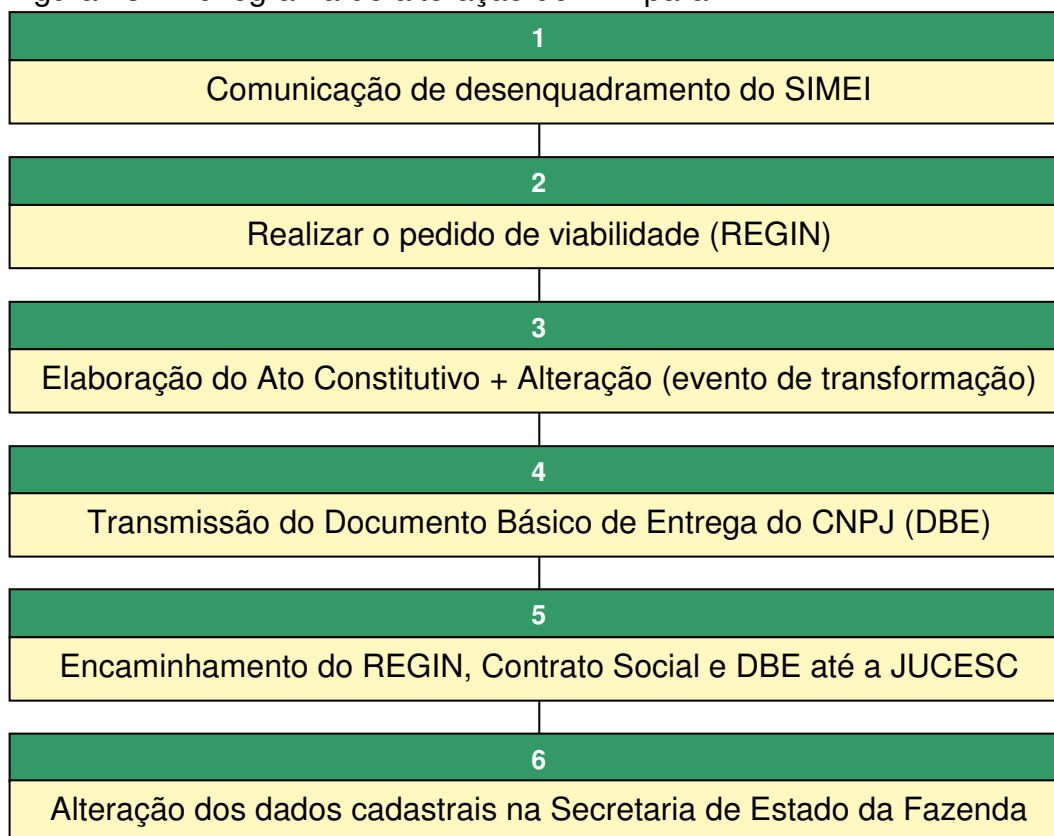 1
Comunicação de desenquadramento do SIMEI
2
Realizar o pedido de viabilidade (REGIN)
3
Elaboração do Ato Constitutivo + Alteração (evento de transformação)
4
Transmissão do Documento Básico de Entrega do CNPJ (DBE)
5
Encaminhamento do REGIN, Contrato Social e DBE até a JUCESC
6
Alteração dos dados cadastrais na Secretaria de Estado da Fazenda